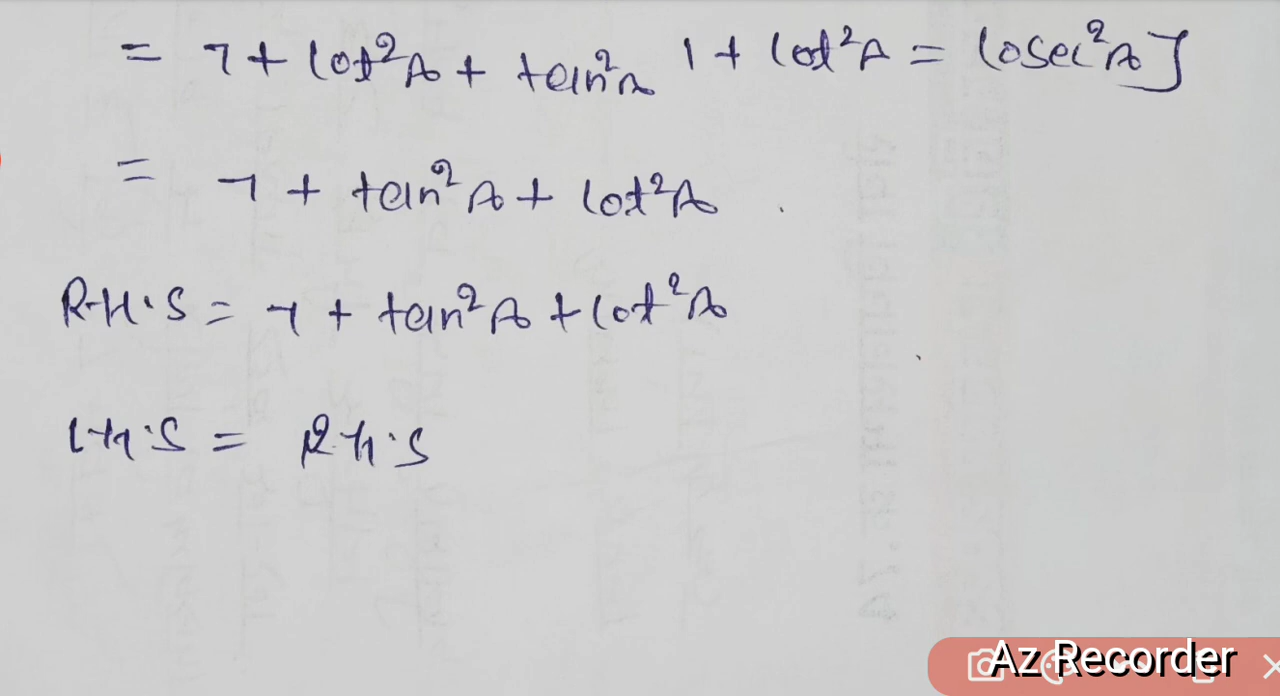 = 7 + cot²A + tan²A 1 + cot²A = cosec²A]
= 7 + tan²A + cot²A
R.H.S = 7 + tan²A + cot²A
L.H.S = R.H.S
Az Recorder